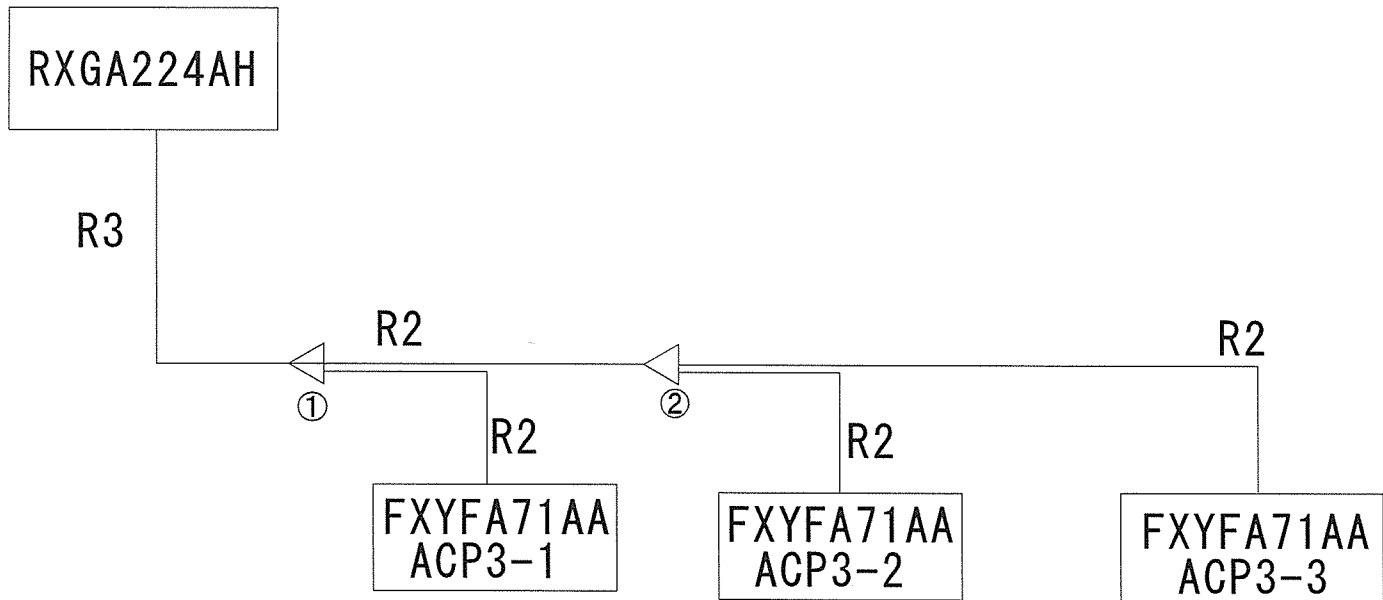 RXGA224AH
R3
R2
R2
①
②
R2
R2
FXYFA71AA
ACP3-1
FXYFA71AA
ACP3-2
FXYFA71AA
ACP3-3